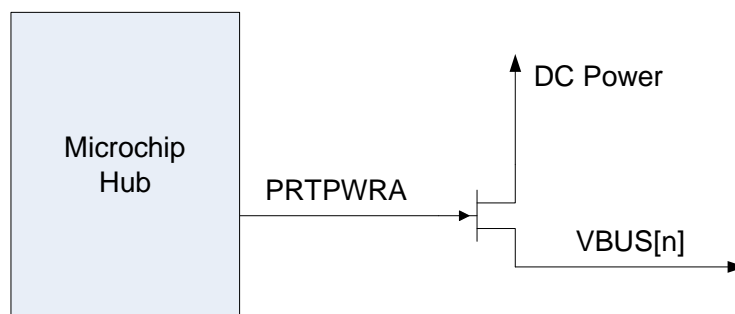 DC Power
Microchip
Hub
PRTPWRA
VBUS[n]